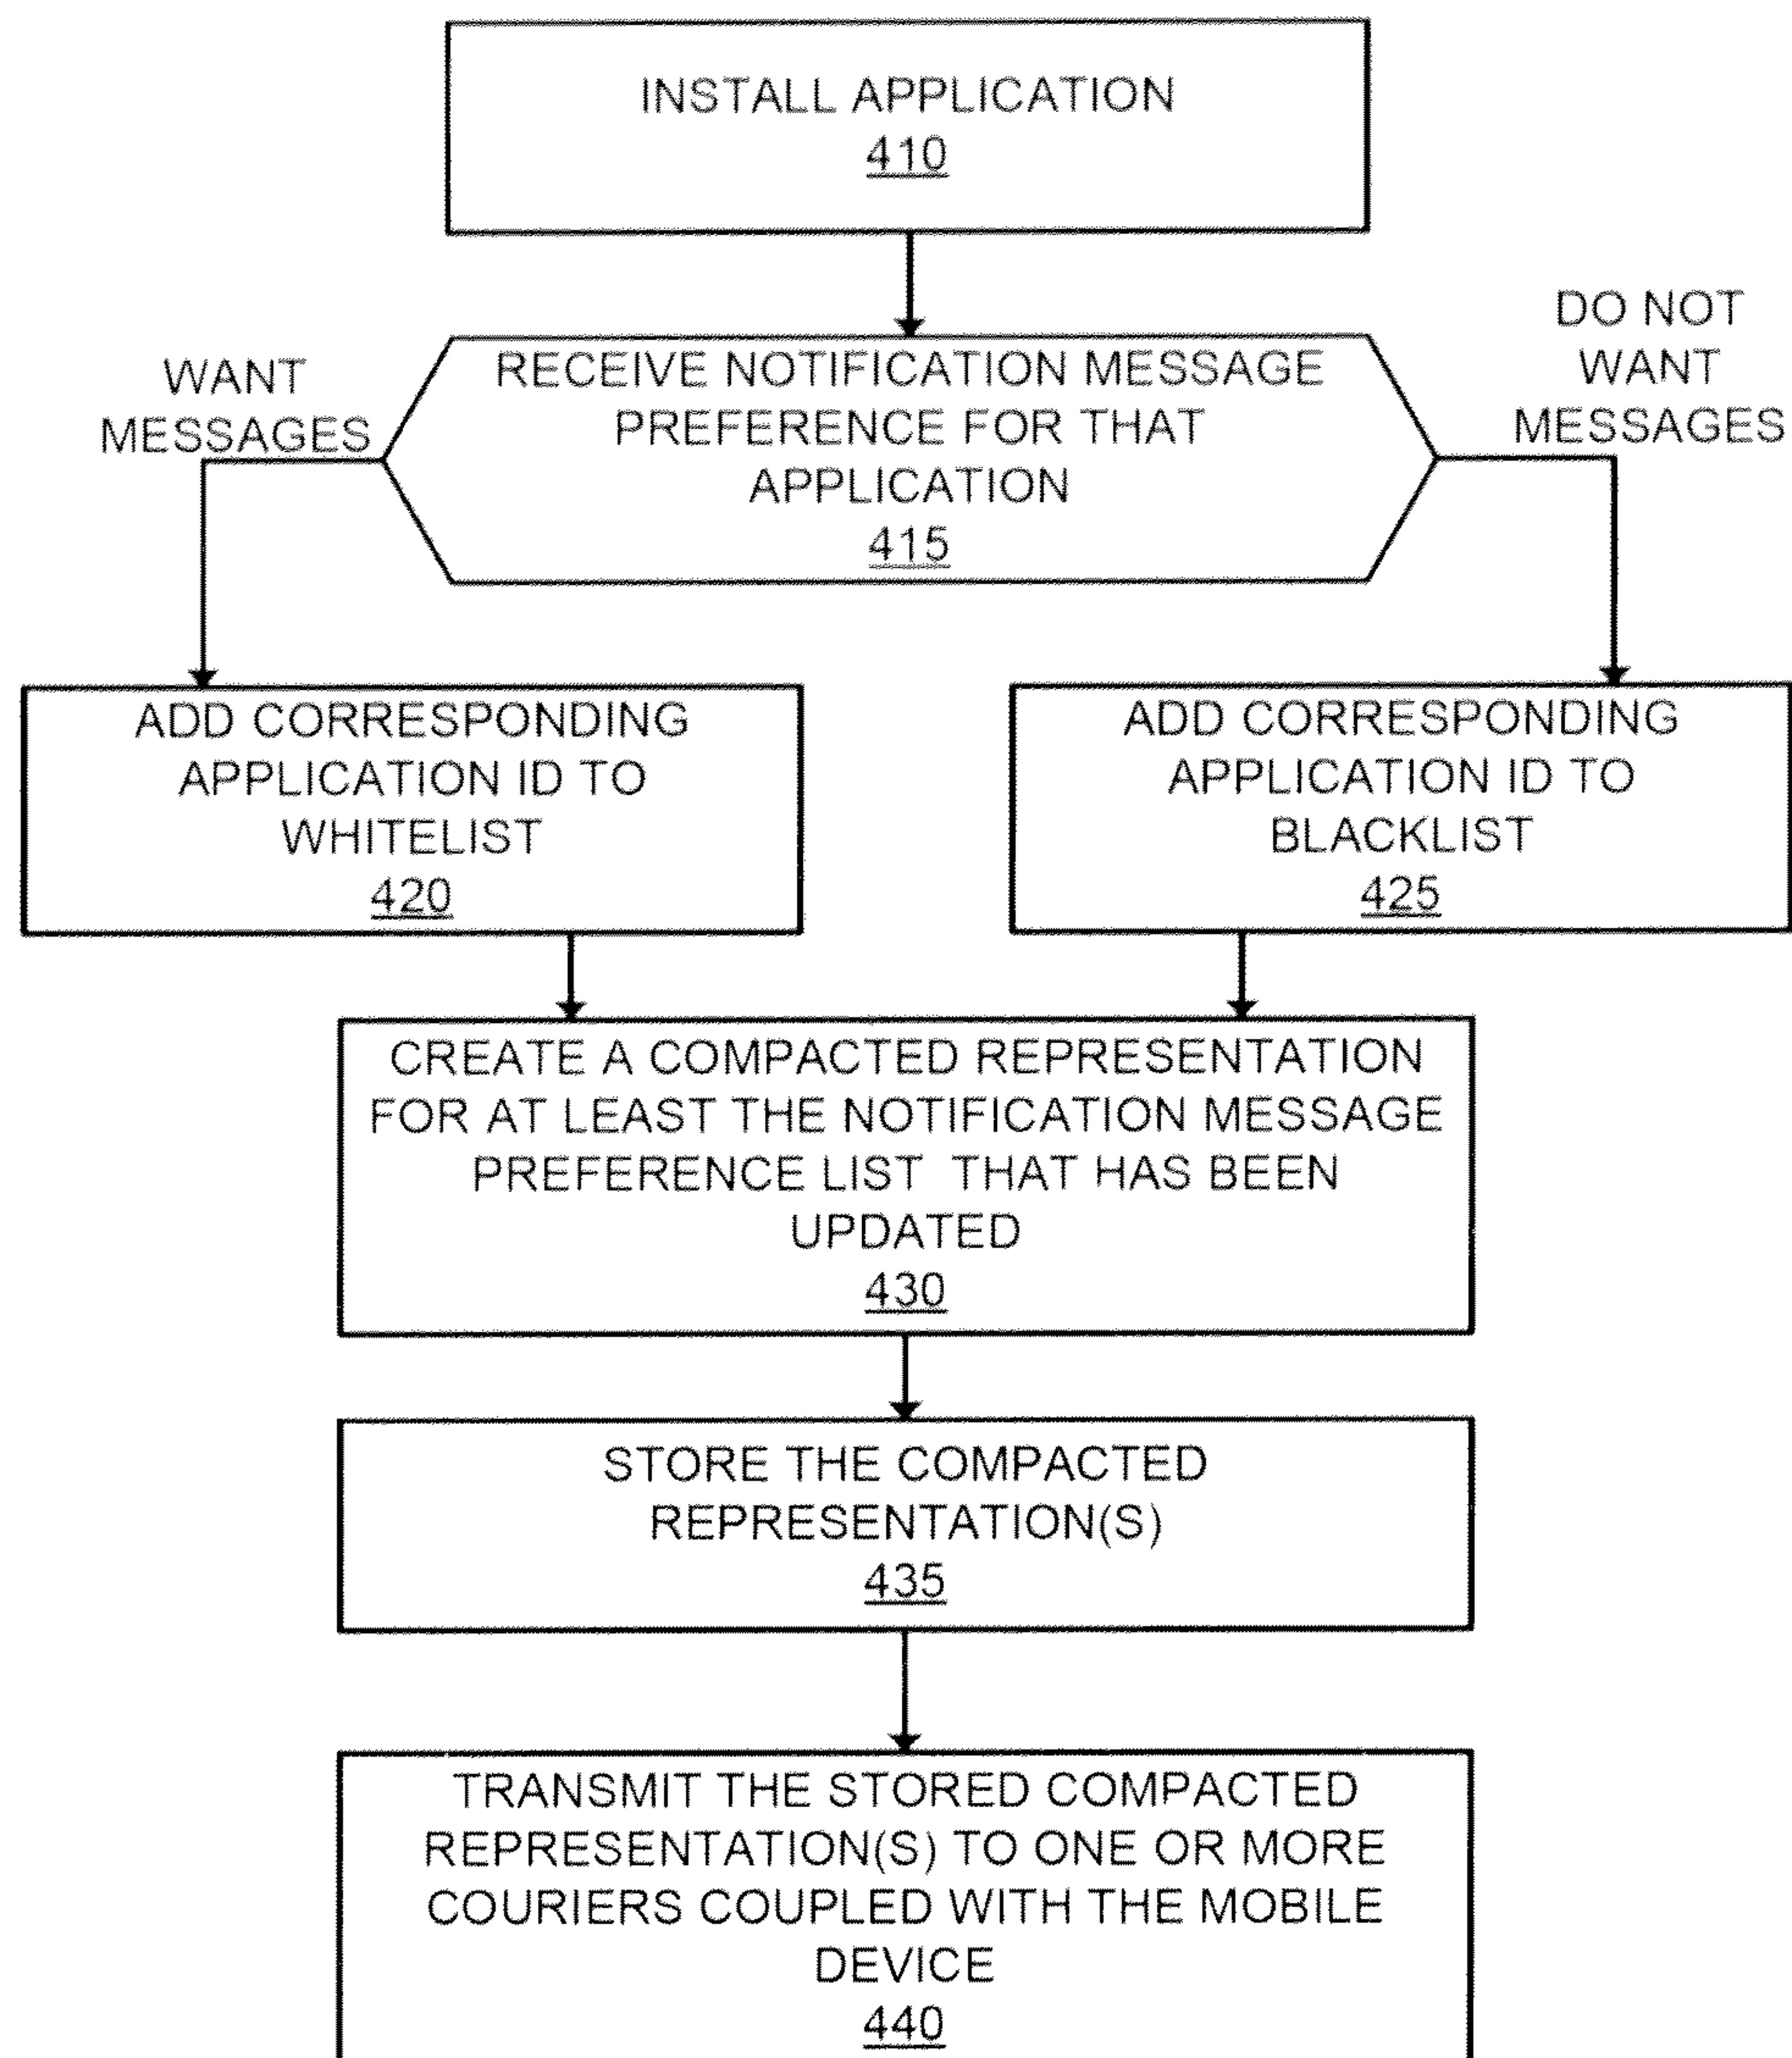 INSTALL APPLICATION
410
WANT
MESSAGES
RECEIVE NOTIFICATION MESSAGE
PREFERENCE FOR THAT
APPLICATION
415
DO NOT
WANT
MESSAGES
ADD CORRESPONDING
APPLICATION ID TO
WHITELIST
420
ADD CORRESPONDING
APPLICATION ID TO
BLACKLIST
425
CREATE A COMPACTED REPRESENTATION
FOR AT LEAST THE NOTIFICATION MESSAGE
PREFERENCE LIST THAT HAS BEEN
UPDATED
430
STORE THE COMPACTED
REPRESENTATION(S)
435
TRANSMIT THE STORED COMPACTED
REPRESENTATION(S) TO ONE OR MORE
COURIERS COUPLED WITH THE MOBILE
DEVICE
440